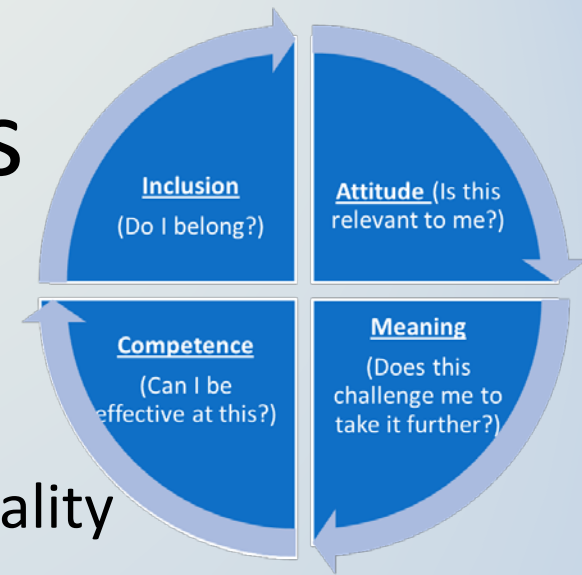 s
Inclusion
(Do I belong?)
Attitude (Is this
relevant to me?)
Competence
(Can I be
effective at this?)
Meaning
(Does this
challenge me to
take it further?)
ality